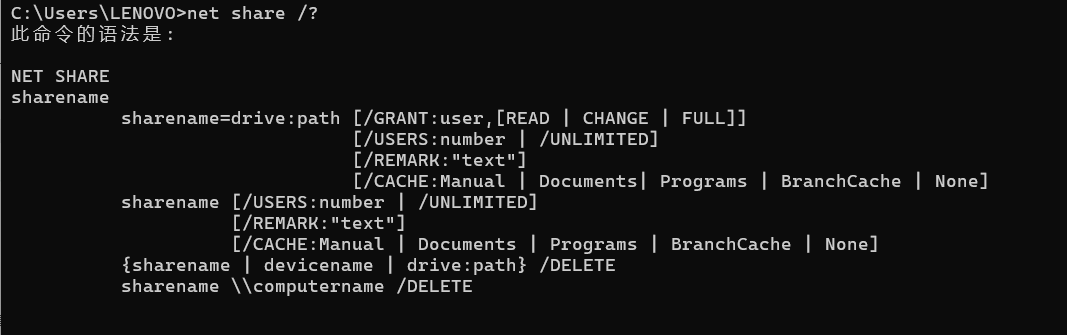 C:\Users\LENOVO>net share /?
此命令的语法是:
NET SHARE
sharename
sharename=drive:path [/GRANT:user,[READ | CHANGE | FULL]]
[/USERS:number | /UNLIMITED]
[/REMARK:"text"]
[/CACHE:Manual | Documents| Programs | BranchCache | None]
sharename [/USERS:number | /UNLIMITED]
[/REMARK:"text"]
[/CACHE:Manual | Documents | Programs | BranchCache | None]
{sharename | devicename | drive:path} /DELETE
sharename \\computername /DELETE